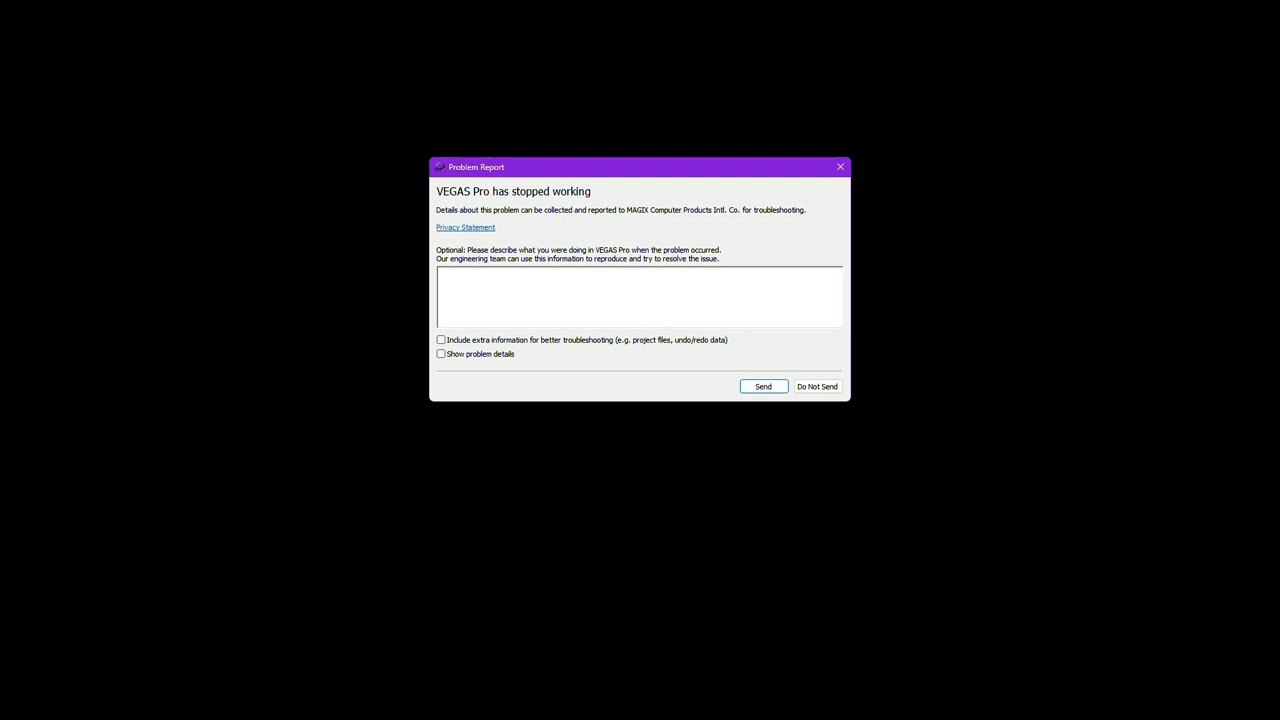 Problem Report
VEGAS Pro has stopped working
Details about this problem can be collected and reported to MAGIX Computer Products Intl. Co. for troubleshooting.
Privacy Statement
Optional: Please describe what you were doing in VEGAS Pro when the problem occurred.
Our engineering team can use this information to reproduce and try to resolve the issue.
Include extra information for better troubleshooting (e.g. project files, undo/redo data)
Show problem details
Send Do Not Send